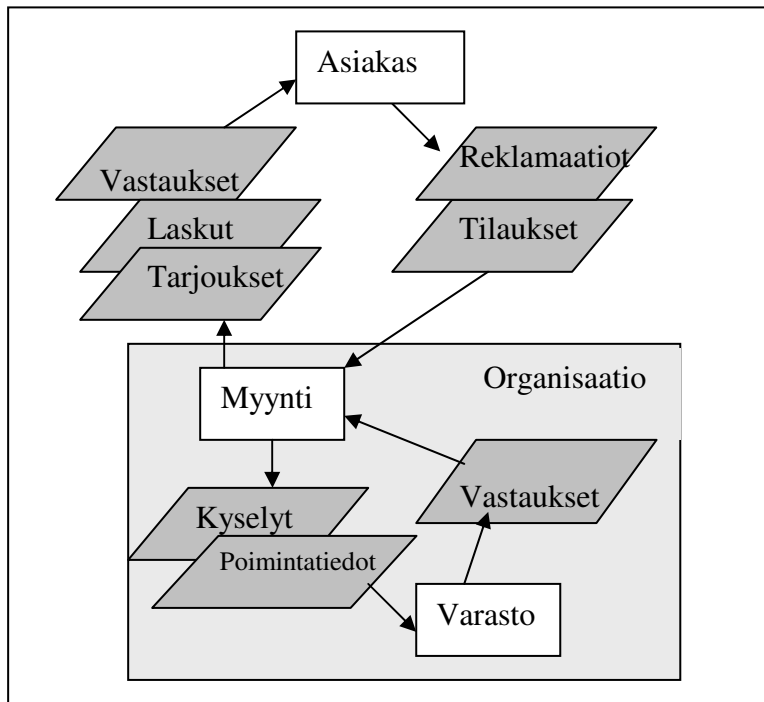 Asiakas
Vastaukset
Laskut
Tarjoukset
Reklamaatiot
Tilaukset
Organisaatio
Myynti
Kyselyt
Poimintatiedot
Vastaukset
Varasto